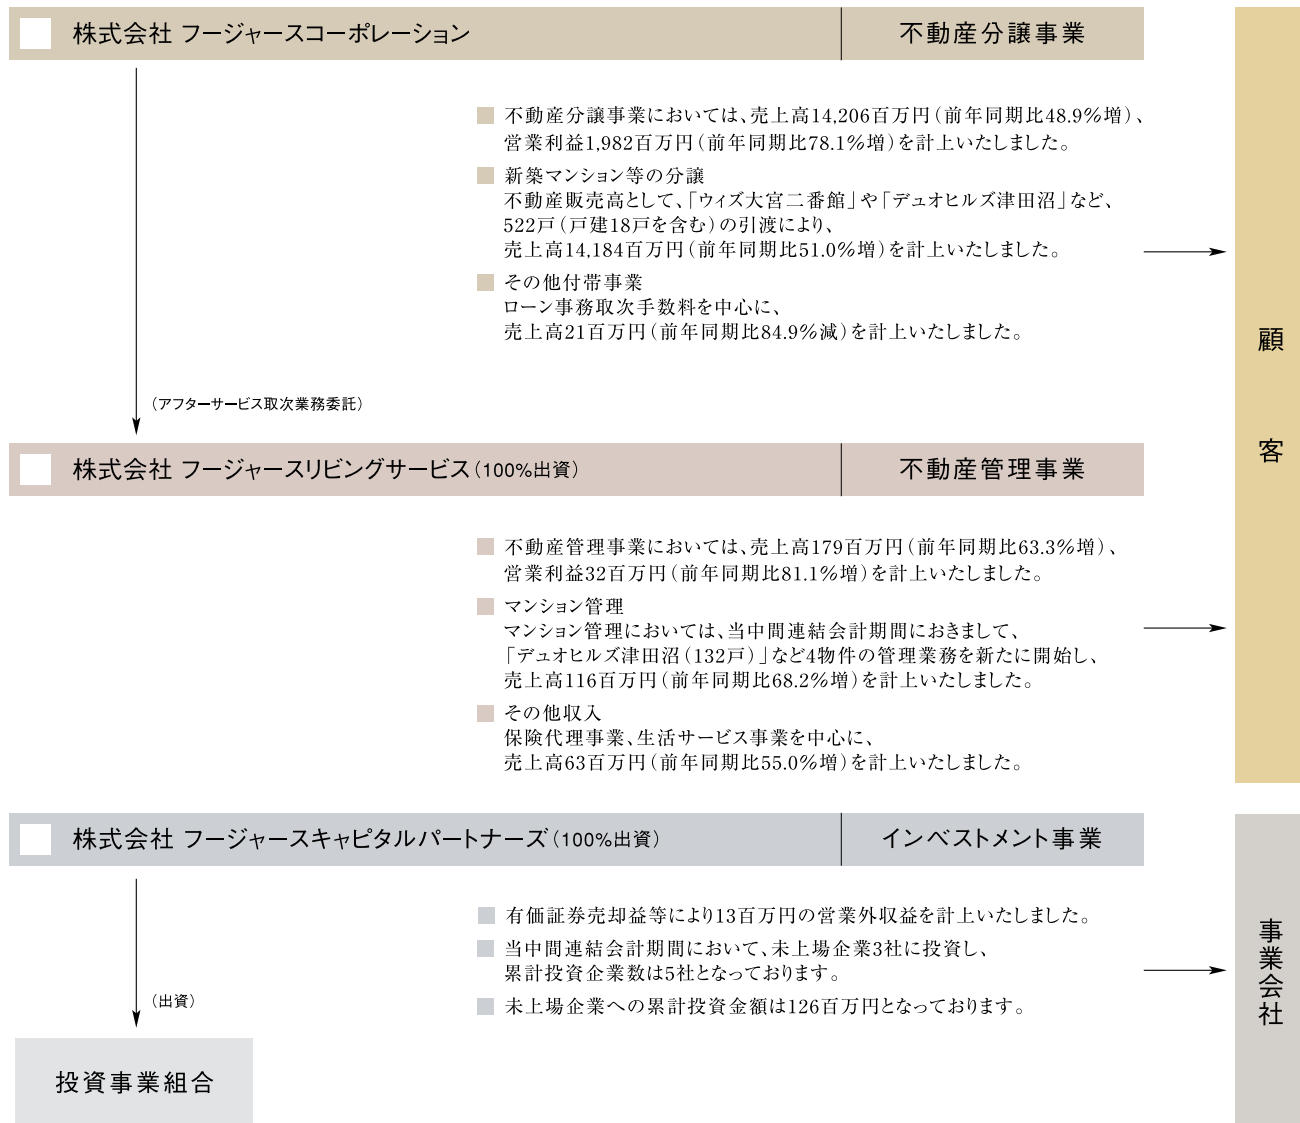 株式会社 フージャースコーポレーション
不動産分譲事業
不動産分譲事業においては、売上高14,206百万円（前年同期比48.9％増）、
営業利益1,982百万円（前年同期比78.1％増）を計上いたしました。
新築マンション等の分譲
不動産販売高として、「ウィズ大宮二番館」や「デュオヒルズ津田沼」など、
522戸（戸建18戸を含む）の引渡により、
売上高14,184百万円（前年同期比51.0％増）を計上いたしました。
その他付帯事業
ローン事務取次手数料を中心に、
売上高21百万円（前年同期比84.9％減）を計上いたしました。
（アフターサービス取次業務委託）
株式会社 フージャースリビングサービス（100%出資）
不動産管理事業
不動産管理事業においては、売上高179百万円（前年同期比63.3％増）、
営業利益32百万円（前年同期比81.1％増）を計上いたしました。
マンション管理
マンション管理においては、当中間連結会計期間におきまして、
「デュオヒルズ津田沼（132戸）」など4物件の管理業務を新たに開始し、
売上高116百万円（前年同期比68.2％増）を計上いたしました。
その他収入
保険代理事業、生活サービス事業を中心に、
売上高63百万円（前年同期比55.0％増）を計上いたしました。
顧客
株式会社 フージャースキャピタルパートナーズ（100%出資）
インベストメント事業
有価証券売却益等により13百万円の営業外収益を計上いたしました。
当中間連結会計期間において、未上場企業3社に投資し、
累計投資企業数は5社となっております。
未上場企業への累計投資金額は126百万円となっております。
（出資）
投資事業組合
事業会社